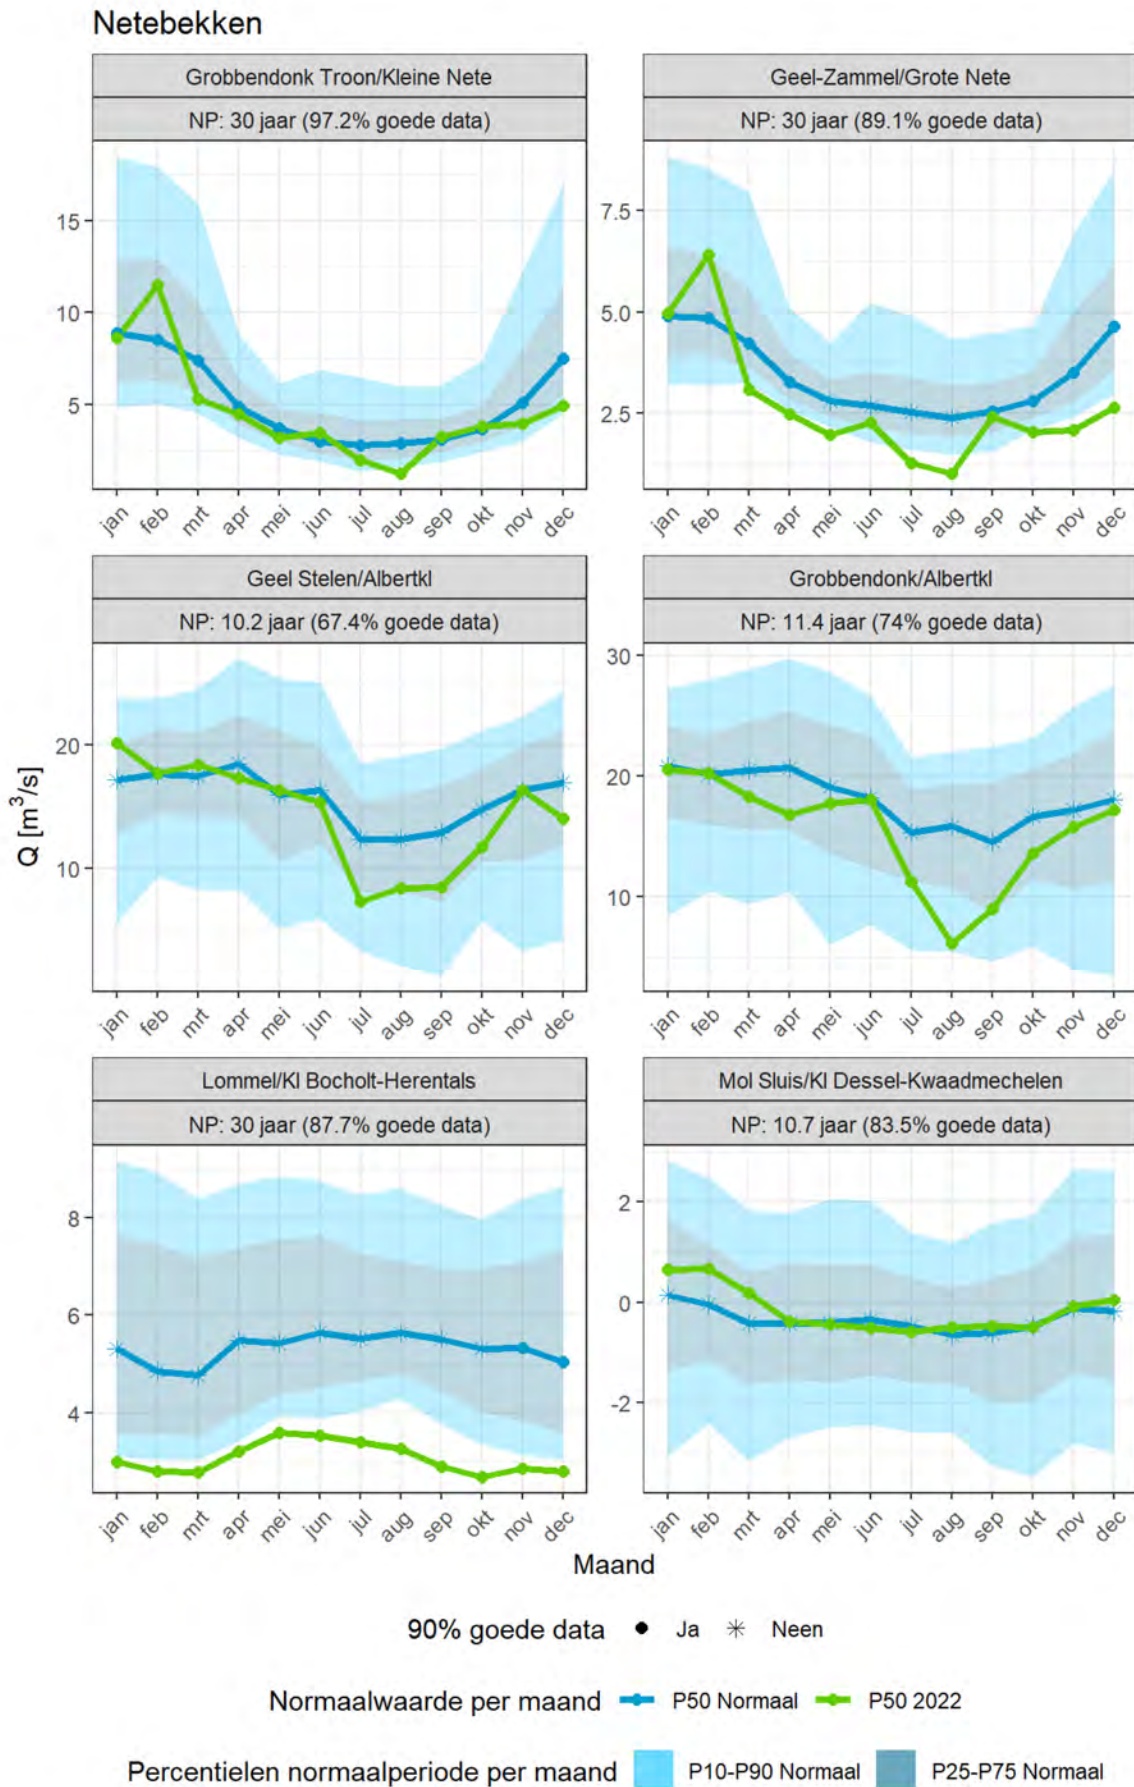 Netebekken
Grobbendonk Troon/Kleine Nete
NP: 30 jaar (97.2% goede data)
15
10
5
jan feb mrt apr mei jun jul aug sep okt nov dec
Geel-Zammel/Grote Nete
NP: 30 jaar (89.1% goede data)
7.5
5.0
2.5
jan feb mrt apr mei jun jul aug sep okt nov dec
Geel Stelen/Albertkl
NP: 10.2 jaar (67.4% goede data)
20
10
jan feb mrt apr mei jun jul aug sep okt nov dec
Grobbendonk/Albertkl
NP: 11.4 jaar (74% goede data)
30
20
10
jan feb mrt apr mei jun jul aug sep okt nov dec
Q [m³/s]
Lommel/Kl Bocholt-Herentals
NP: 30 jaar (87.7% goede data)
8
6
4
jan feb mrt apr mei jun jul aug sep okt nov dec
Mol Sluis/Kl Dessel-Kwaadmechelen
NP: 10.7 jaar (83.5% goede data)
2
0
-2
jan feb mrt apr mei jun jul aug sep okt nov dec
Maand
90% goede data Ja Neen
Normaalwaarde per maand P50 Normaal P50 2022
Percentielen normaalperiode per maand P10-P90 Normaal P25-P75 Normaal